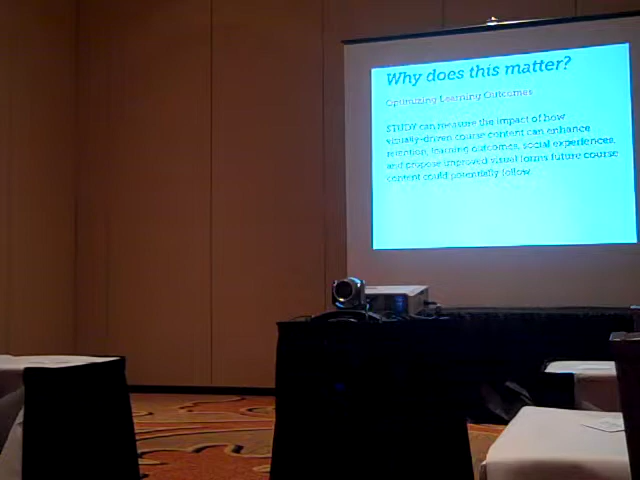 Why does this matter?
Optimizing Learning Outcomes
STUDY can measure the impact of how
visually-driven course content can enhance
retention, learning outcomes, social experiences,
and propose improved visual forms future course
content could potentially follow.